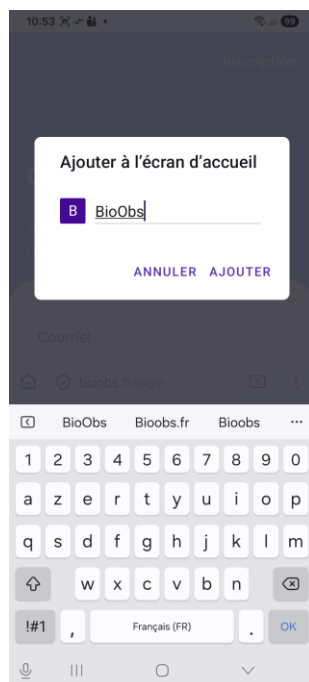 10:53
99
Inscription
Ajouter à l'écran d'accueil
B BioObs
ANNULER AJOUTER
Courriel
bioobs.fr/login
BioObs Bioobs.fr Bioobs ...
1 2 3 4 5 6 7 8 9 0
a z e r t y u i o p
q s d f g h j k l m
w x c v b n
!#1 , Français (FR) . OK